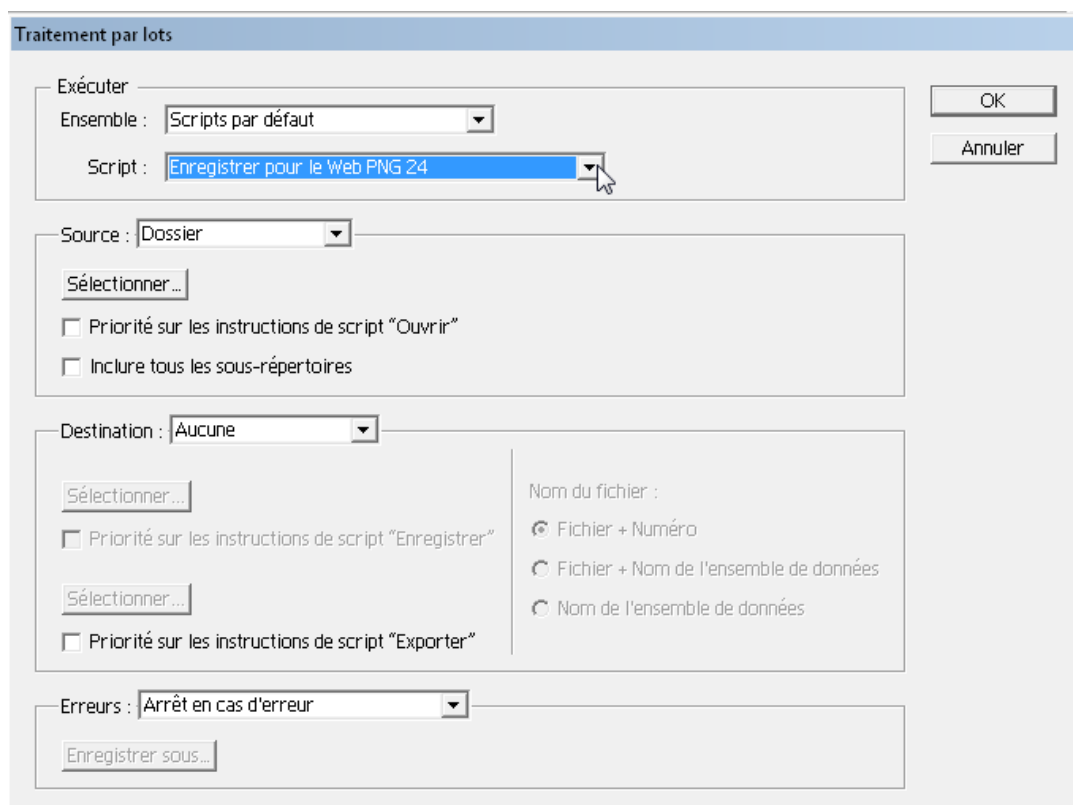 Traitement par lots
Exécuter
OK
Ensemble : Scripts par défaut
Annuler
Script : Enregistrer pour le Web PNG 24
Source : Dossier
Sélectionner...
Priorité sur les instructions de script "Ouvrir"
Inclure tous les sous-répertoires
Destination : Aucune
Sélectionner...
Priorité sur les instructions de script "Enregistrer"
Sélectionner...
Priorité sur les instructions de script "Exporter"
Nom du fichier :
Fichier + Numéro
Fichier + Nom de l'ensemble de données
Nom de l'ensemble de données
Erreurs : Arrêt en cas d'erreur
Enregistrer sous...